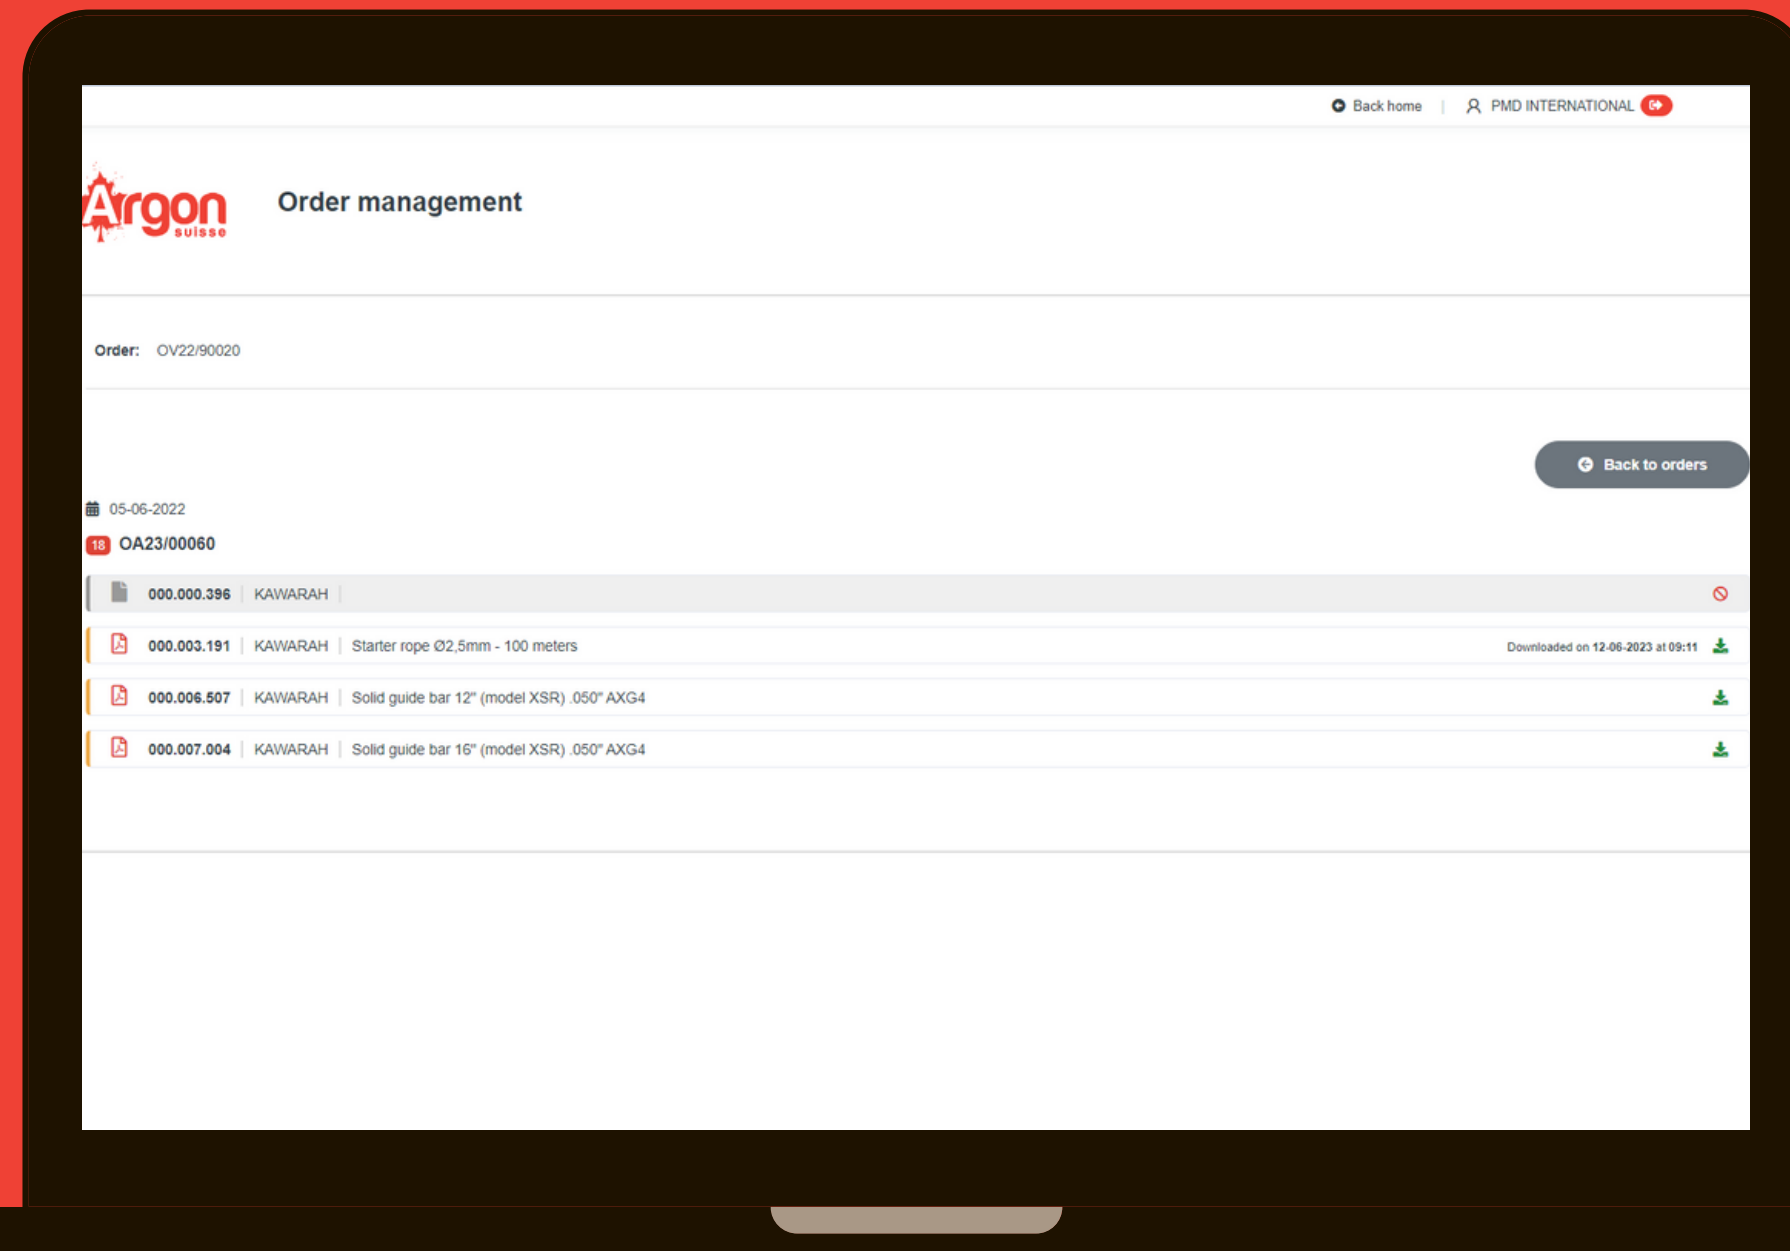 Back home | PMD INTERNATIONAL
Argon
suisse
Order management
Order: OV22/90020
Back to orders
05-06-2022
18 OA23/00060
000.000.396 | KAWARAH |
000.003.191 | KAWARAH | Starter rope Ø2,5mm - 100 meters Downloaded on 12-06-2023 at 09:11
000.006.507 | KAWARAH | Solid guide bar 12" (model XSR) .050" AXG4
000.007.004 | KAWARAH | Solid guide bar 16" (model XSR) .050" AXG4